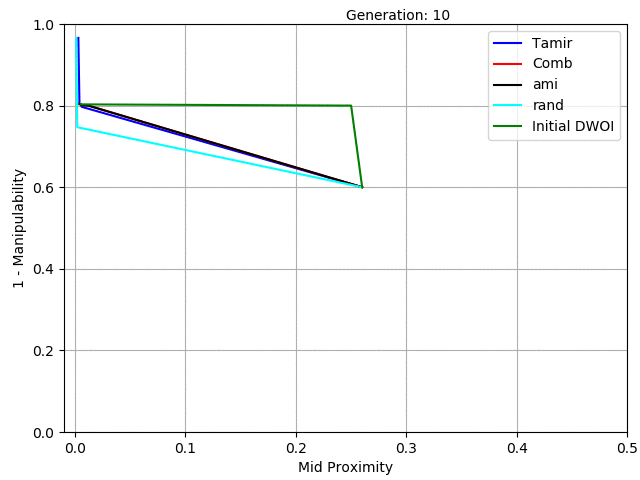 Generation: 10
1.0
0.8
0.6
0.4
0.2
0.0
1 - Manipulability
Tamir
Comb
ami
rand
Initial DWOI
0.0
0.1
0.2
0.3
0.4
0.5
Mid Proximity